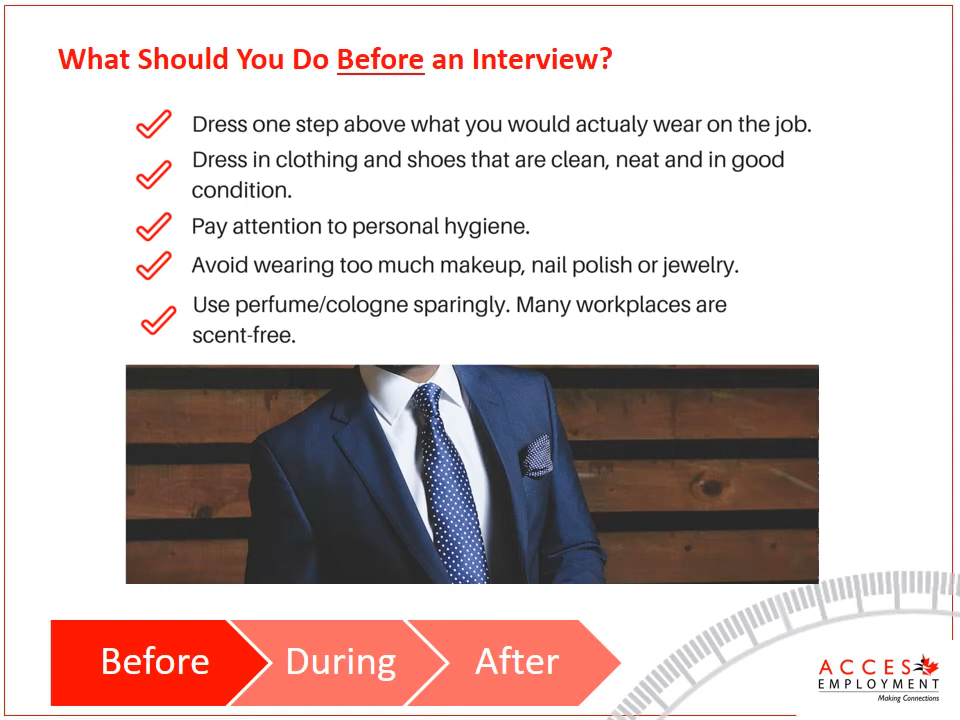 What Should You Do Before an Interview?
Dress one step above what you would actualy wear on the job.
Dress in clothing and shoes that are clean, neat and in good
condition.
Pay attention to personal hygiene.
Avoid wearing too much makeup, nail polish or jewelry.
Use perfume/cologne sparingly. Many workplaces are
scent-free.
Before
During
After
ACCES
EMPLOYMENT
Making Connections